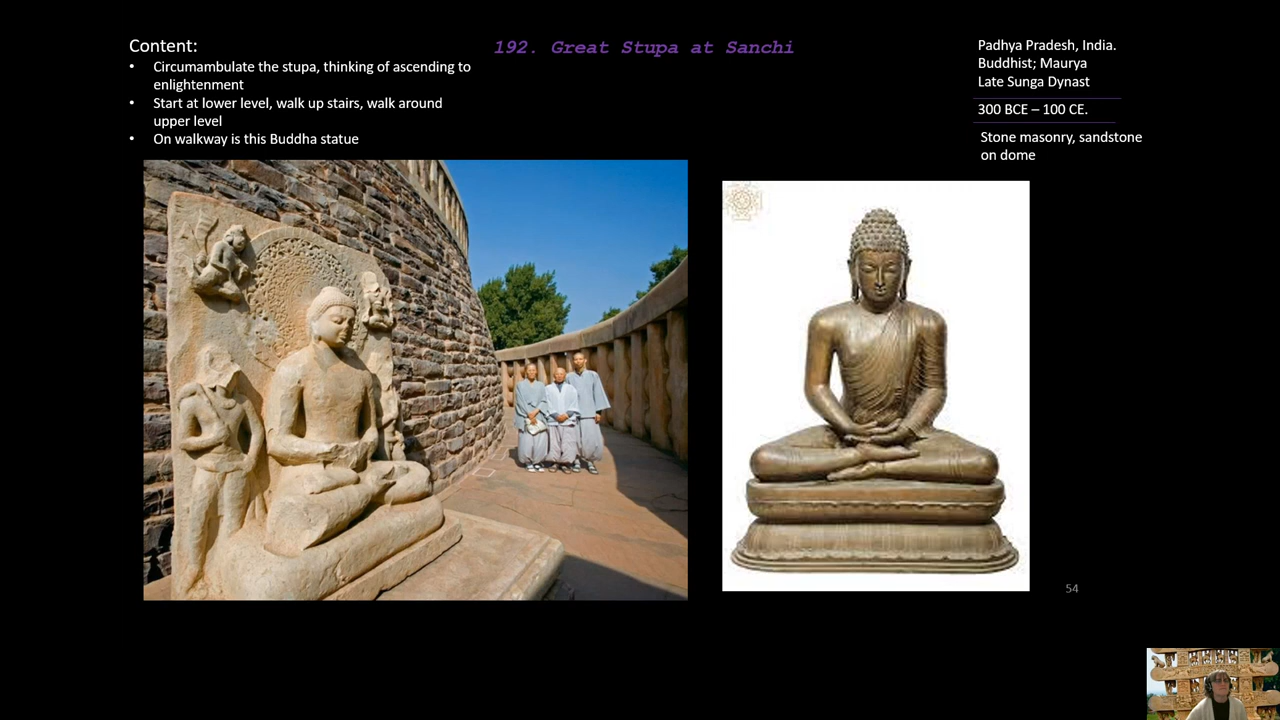 192. Great Stupa at Sanchi
Content:
• Circumambulate the stupa, thinking of ascending to
enlightenment
• Start at lower level, walk up stairs, walk around
upper level
• On walkway is this Buddha statue
Padhya Pradesh, India.
Buddhist; Maurya
Late Sunga Dynast
300 BCE – 100 CE.
Stone masonry, sandstone
on dome
54